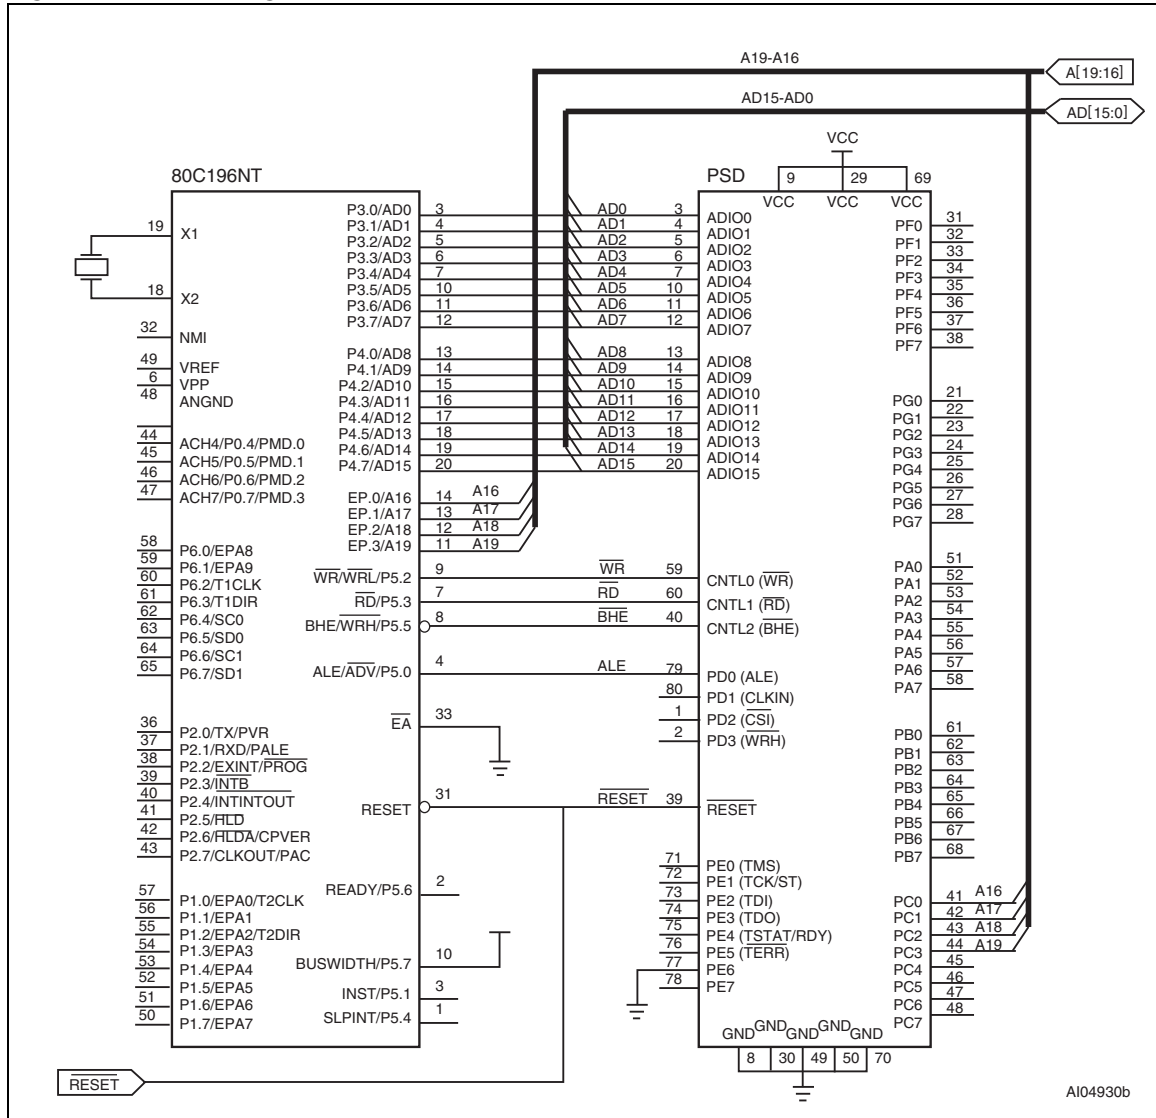 A19-A16
A[19:16]
AD15-AD0
AD[15:0]
VCC
80C196NT
PSD
9 29 69
VCC VCC VCC
19 X1
18 X2
32 NMI
49 VREF
6 VPP
48 ANGND
44 ACH4/P0.4/PMD.0
45 ACH5/P0.5/PMD.1
46 ACH6/P0.6/PMD.2
47 ACH7/P0.7/PMD.3
58 P6.0/EPA8
59 P6.1/EPA9
60 P6.2/T1CLK
61 P6.3/T1DIR
62 P6.4/SC0
63 P6.5/SD0
64 P6.6/SC1
65 P6.7/SD1
36 P2.0/TX/PVR
37 P2.1/RXD/PALE
38 P2.2/EXINT/PROG
39 P2.3/INTB
40 P2.4/INTINTOUT
41 P2.5/HLD
42 P2.6/HLDA/CPVER
43 P2.7/CLKOUT/PAC
57 P1.0/EPA0/T2CLK
56 P1.1/EPA1
55 P1.2/EPA2/T2DIR
54 P1.3/EPA3
53 P1.4/EPA4
52 P1.5/EPA5
51 P1.6/EPA6
50 P1.7/EPA7
P3.0/AD0 3 AD0 3 ADIO0
P3.1/AD1 4 AD1 4 ADIO1
P3.2/AD2 5 AD2 5 ADIO2
P3.3/AD3 6 AD3 6 ADIO3
P3.4/AD4 7 AD4 7 ADIO4
P3.5/AD5 10 AD5 10 ADIO5
P3.6/AD6 11 AD6 11 ADIO6
P3.7/AD7 12 AD7 12 ADIO7
P4.0/AD8 13 AD8 13 ADIO8
P4.1/AD9 14 AD9 14 ADIO9
P4.2/AD10 15 AD10 15 ADIO10
P4.3/AD11 16 AD11 16 ADIO11
P4.4/AD12 17 AD12 17 ADIO12
P4.5/AD13 18 AD13 18 ADIO13
P4.6/AD14 19 AD14 19 ADIO14
P4.7/AD15 20 AD15 20 ADIO15
EP.0/A16 14 A16
EP.1/A17 13 A17
EP.2/A18 12 A18
EP.3/A19 11 A19
WR/WRL/P5.2 9 WR 59 CNTL0 (WR)
RD/P5.3 7 RD 60 CNTL1 (RD)
BHE/WRH/P5.5 8 BHE 40 CNTL2 (BHE)
ALE/ADV/P5.0 4 ALE 79 PD0 (ALE)
80 PD1 (CLKIN)
1 PD2 (CSI)
2 PD3 (WRH)
EA 33
RESET 31 RESET 39 RESET
READY/P5.6 2
BUSWIDTH/P5.7 10
INST/P5.1 3
SLPINT/P5.4 1
71 PE0 (TMS)
72 PE1 (TCK/ST)
73 PE2 (TDI)
74 PE3 (TDO)
75 PE4 (TSTAT/RDY)
76 PE5 (TERR)
77 PE6
78 PE7
PF0 31
PF1 32
PF2 33
PF3 34
PF4 35
PF5 36
PF6 37
PF7 38
PG0 21
PG1 22
PG2 23
PG3 24
PG4 25
PG5 26
PG6 27
PG7 28
PA0 51
PA1 52
PA2 53
PA3 54
PA4 55
PA5 56
PA6 57
PA7 58
PB0 61
PB1 62
PB2 63
PB3 64
PB4 65
PB5 66
PB6 67
PB7 68
PC0 41 A16
PC1 42 A17
PC2 43 A18
PC3 44 A19
PC4 45
PC5 46
PC6 47
PC7 48
GND GND GND GND GND
8 30 49 50 70
RESET
AI04930b